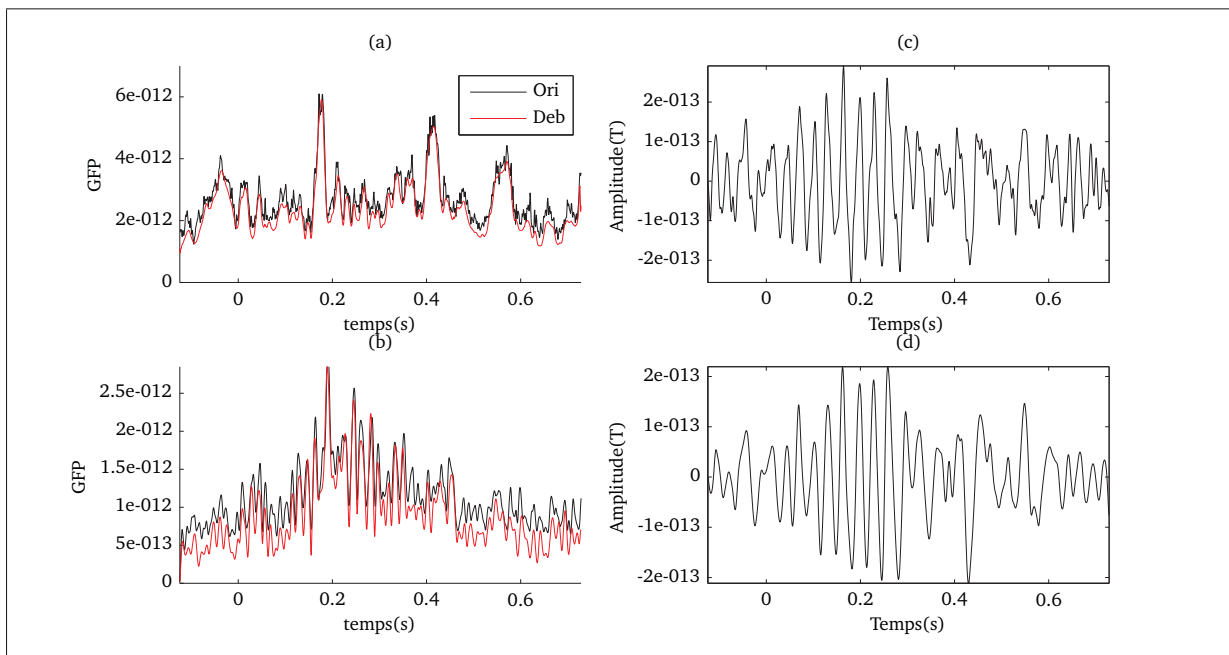 (a)
6e-012
4e-012
2e-012
0
GFP
0
0.2
0.4
0.6
temps(s)
Ori
Deb
(b)
2.5e-012
2e-012
1.5e-012
1e-012
5e-013
0
GFP
0
0.2
0.4
0.6
temps(s)
(c)
2e-013
1e-013
0
-1e-013
-2e-013
Amplitude(T)
0
0.2
0.4
0.6
Temps(s)
(d)
2e-013
1e-013
0
-1e-013
-2e-013
Amplitude(T)
0
0.2
0.4
0.6
Temps(s)